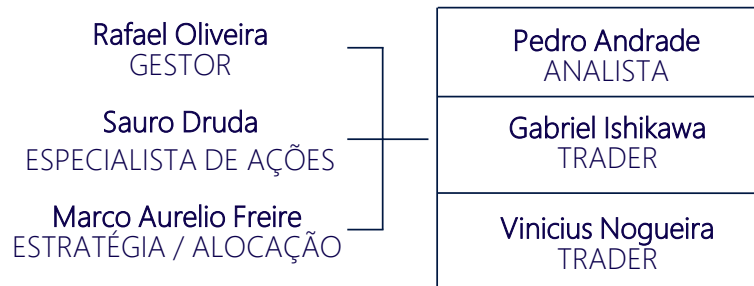 Rafael Oliveira
GESTOR
Sauro Druda
ESPECIALISTA DE AÇÕES
Marco Aurelio Freire
ESTRATÉGIA / ALOCAÇÃO
Pedro Andrade
ANALISTA
Gabriel Ishikawa
TRADER
Vinicius Nogueira
TRADER